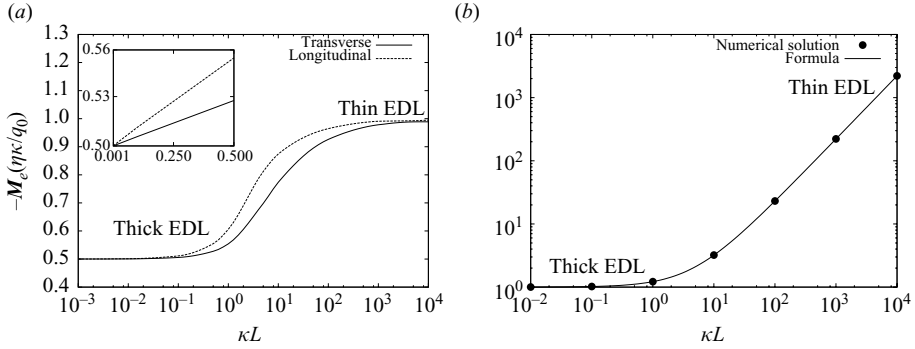 (a)
1.3
1.2
1.1
1.0
0.9
0.8
0.7
0.6
0.5
0.4
−M_e(ηκ/q_0)
0.56
0.53
0.50
0.001 0.250 0.500
Transverse
Longitudinal
Thin EDL
Thick EDL
10^−3 10^−2 10^−1 10^0 10^1 10^2 10^3 10^4
κL
(b)
10^3
10^2
10^1
10^0
Numerical solution
Formula
Thin EDL
Thick EDL
10^−2 10^−1 10^0 10^1 10^2 10^3 10^4
κL